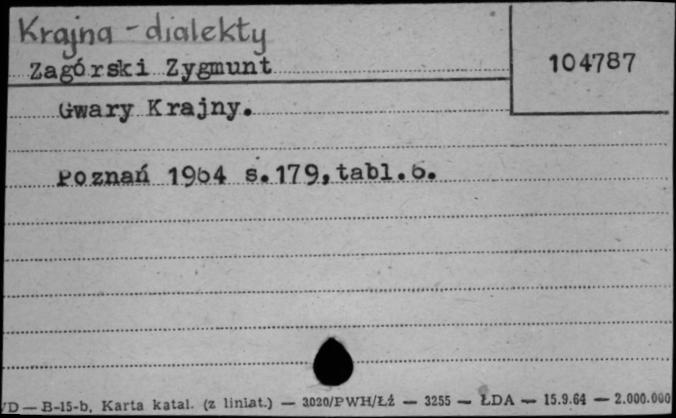 Krajna - dialekty
Zagórski Zygmunt
104787
Gwary Krajny.
Poznań 1964 s.179,tabl.6.
/D — B-15-b, Karta katal. (z liniat.) — 3020/PWH/Łź — 3255 — ŁDA — 15.9.64 — 2.000.000